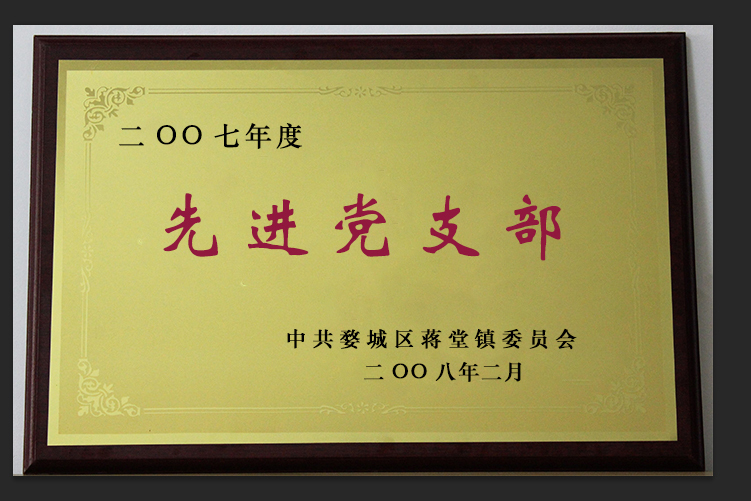 二OO七年度
先进党支部
中共婺城区蒋堂镇委员会
二OO八年二月